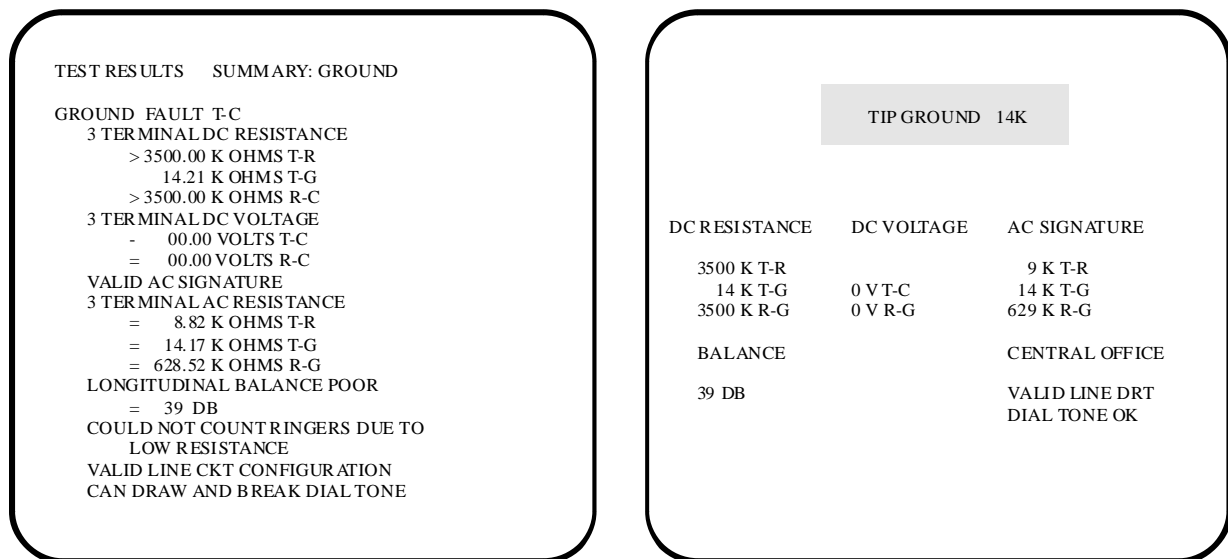 TEST RESULTS SUMMARY: GROUND
GROUND FAULT T-C
3 TERMINAL DC RESISTANCE
> 3500.00 K OHMS T-R
14.21 K OHMS T-G
> 3500.00 K OHMS R-C
3 TERMINAL DC VOLTAGE
- 00.00 VOLTS T-C
= 00.00 VOLTS R-C
VALID AC SIGNATURE
3 TERMINAL AC RESISTANCE
= 8.82 K OHMS T-R
= 14.17 K OHMS T-G
= 628.52 K OHMS R-G
LONGITUDINAL BALANCE POOR
= 39 DB
COULD NOT COUNT RINGERS DUE TO
LOW RESISTANCE
VALID LINE CKT CONFIGURATION
CAN DRAW AND BREAK DIAL TONE
TIP GROUND 14K
DC RESISTANCE DC VOLTAGE AC SIGNATURE
3500 K T-R 9 K T-R
14 K T-G 0 V T-C 14 K T-G
3500 K R-G 0 V R-G 629 K R-G
BALANCE CENTRAL OFFICE
39 DB VALID LINE DRT
DIAL TONE OK